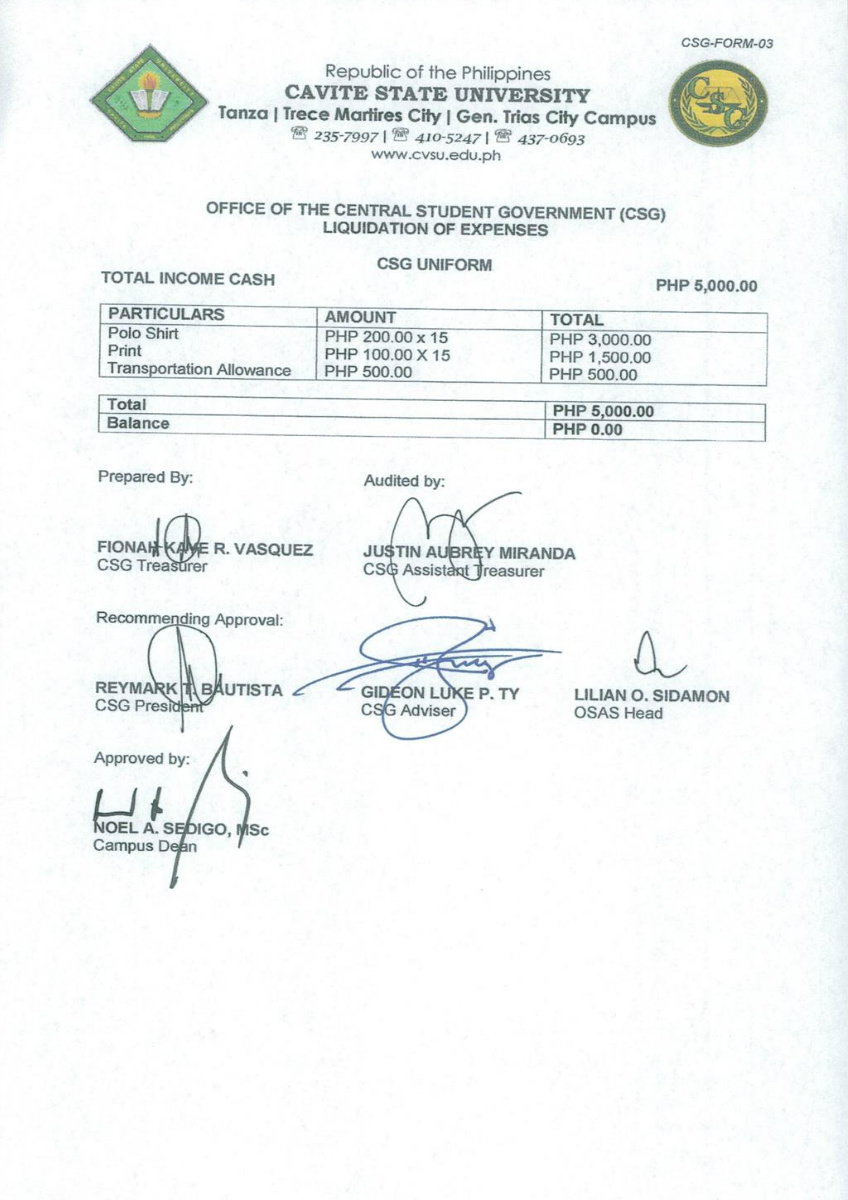 CSG-FORM-03
Republic of the Philippines
CAVITE STATE UNIVERSITY
Tanza | Trece Martires City | Gen. Trias City Campus
☏ 235-7997 | ☏ 410-5247 | ☏ 437-0693
www.cvsu.edu.ph
CSG
OFFICE OF THE CENTRAL STUDENT GOVERNMENT (CSG)
LIQUIDATION OF EXPENSES
CSG UNIFORM
TOTAL INCOME CASH PHP 5,000.00
PARTICULARS AMOUNT TOTAL
Polo Shirt PHP 200.00 x 15 PHP 3,000.00
Print PHP 100.00 X 15 PHP 1,500.00
Transportation Allowance PHP 500.00 PHP 500.00
Total PHP 5,000.00
Balance PHP 0.00
Prepared By: Audited by:
FIONAH KAYE R. VASQUEZ JUSTIN AUBREY MIRANDA
CSG Treasurer CSG Assistant Treasurer
Recommending Approval:
REYMARK T. BAUTISTA GIDEON LUKE P. TY LILIAN O. SIDAMON
CSG President CSG Adviser OSAS Head
Approved by:
NOEL A. SEDIGO, MSc
Campus Dean